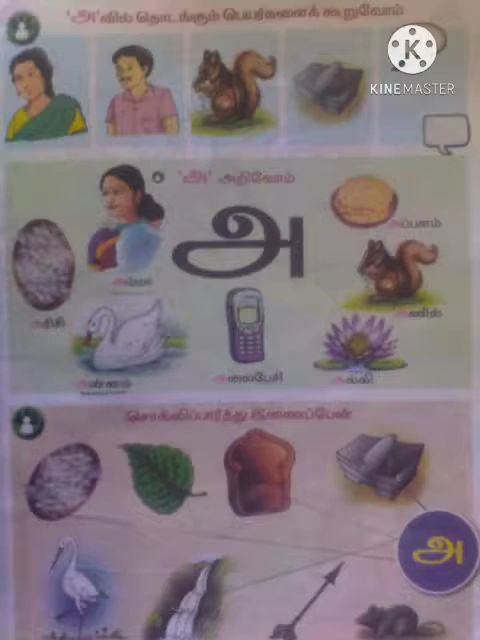 'அ'வில் தொடங்கும் பெயர்களைக் கூறுவோம்
KINEMASTER
'அ' அறிவோம்
அ
அப்பளம்
அம்மா
அரிசி
அணில்
அன்னம்
அலைபேசி
அல்லி
சொல்லிப்பார்த்து இணைப்பேன்
அ